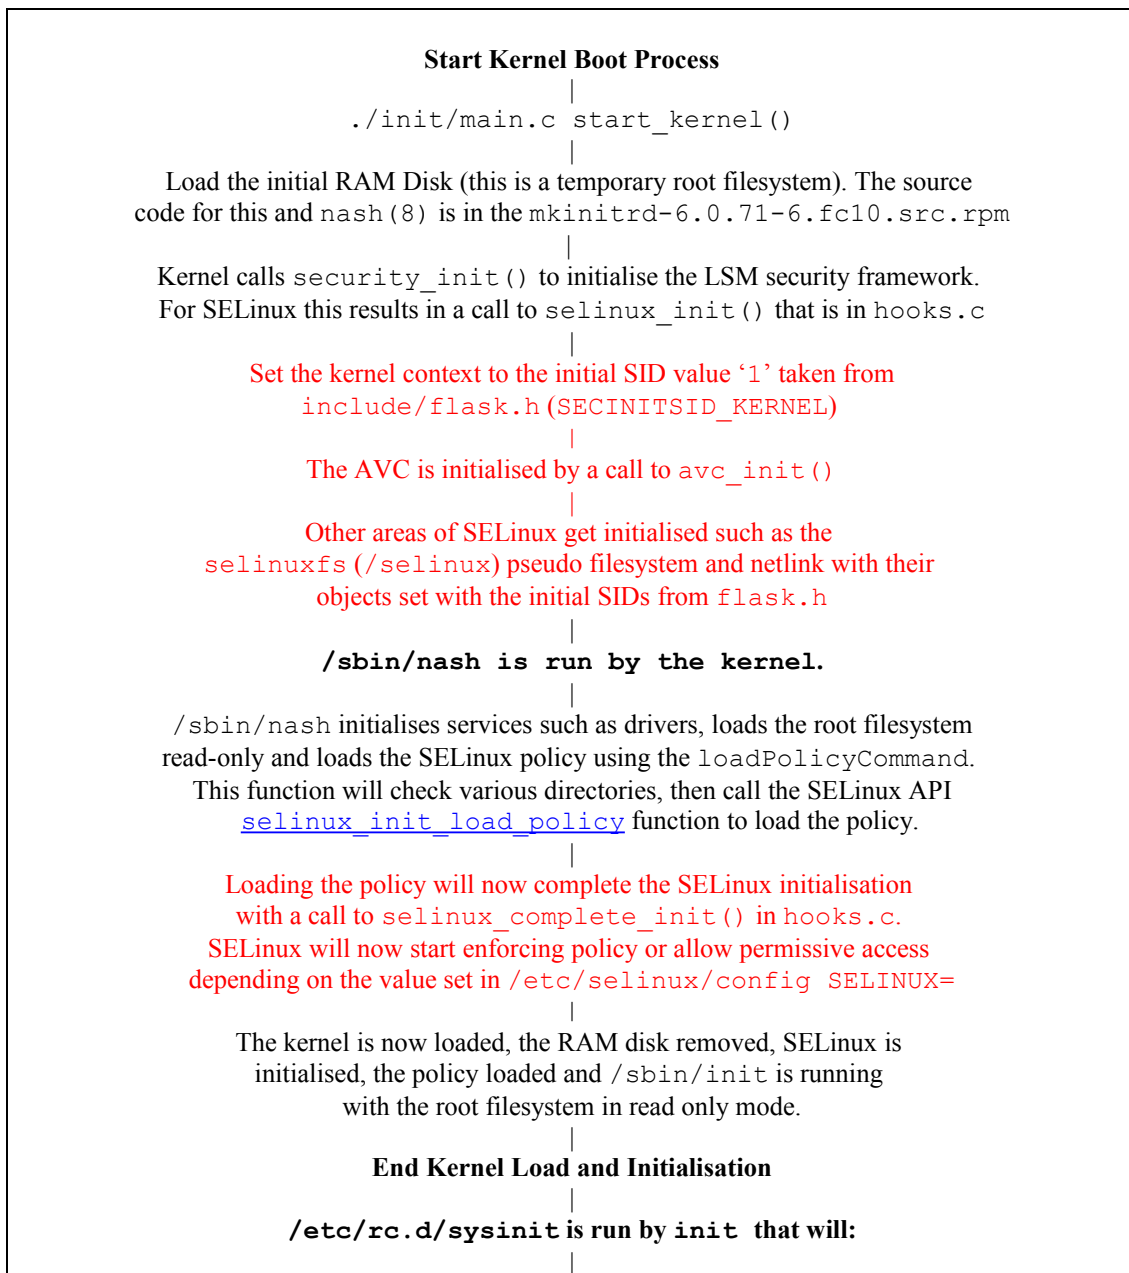 Start Kernel Boot Process
|
./init/main.c start_kernel()
|
Load the initial RAM Disk (this is a temporary root filesystem). The source
code for this and nash(8) is in the mkinitrd-6.0.71-6.fc10.src.rpm
|
Kernel calls security_init() to initialise the LSM security framework.
For SELinux this results in a call to selinux_init() that is in hooks.c
|
Set the kernel context to the initial SID value ‘1’ taken from
include/flask.h (SECINITSID_KERNEL)
|
The AVC is initialised by a call to avc_init()
|
Other areas of SELinux get initialised such as the
selinuxfs (/selinux) pseudo filesystem and netlink with their
objects set with the initial SIDs from flask.h
|
/sbin/nash is run by the kernel.
|
/sbin/nash initialises services such as drivers, loads the root filesystem
read-only and loads the SELinux policy using the loadPolicyCommand.
This function will check various directories, then call the SELinux API
selinux_init_load_policy function to load the policy.
|
Loading the policy will now complete the SELinux initialisation
with a call to selinux_complete_init() in hooks.c.
SELinux will now start enforcing policy or allow permissive access
depending on the value set in /etc/selinux/config SELINUX=
|
The kernel is now loaded, the RAM disk removed, SELinux is
initialised, the policy loaded and /sbin/init is running
with the root filesystem in read only mode.
|
End Kernel Load and Initialisation
|
/etc/rc.d/sysinit is run by init that will:
|